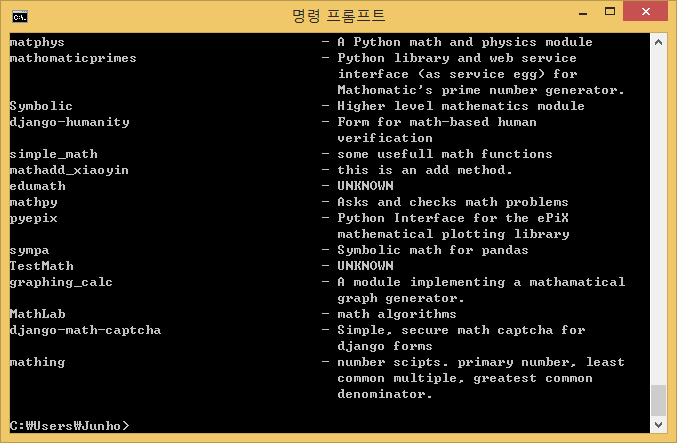 명령 프롬프트
matphys - A Python math and physics module
mathomaticprimes - Python library and web service
interface (as service egg) for
Mathomatic's prime number generator.
Symbolic - Higher level mathematics module
django-humanity - Form for math-based human
verification
simple_math - some usefull math functions
mathadd_xiaoyin - this is an add method.
edumath - UNKNOWN
mathpy - Asks and checks math problems
pyepix - Python Interface for the ePiX
mathematical plotting library
sympa - Symbolic math for pandas
TestMath - UNKNOWN
graphing_calc - A module implementing a mathamatical
graph generator.
MathLab - math algorithms
django-math-captcha - Simple, secure math captcha for
django forms
mathing - number scipts. primary number, least
common multiple, greatest common
denominator.
C:₩Users₩Junho>